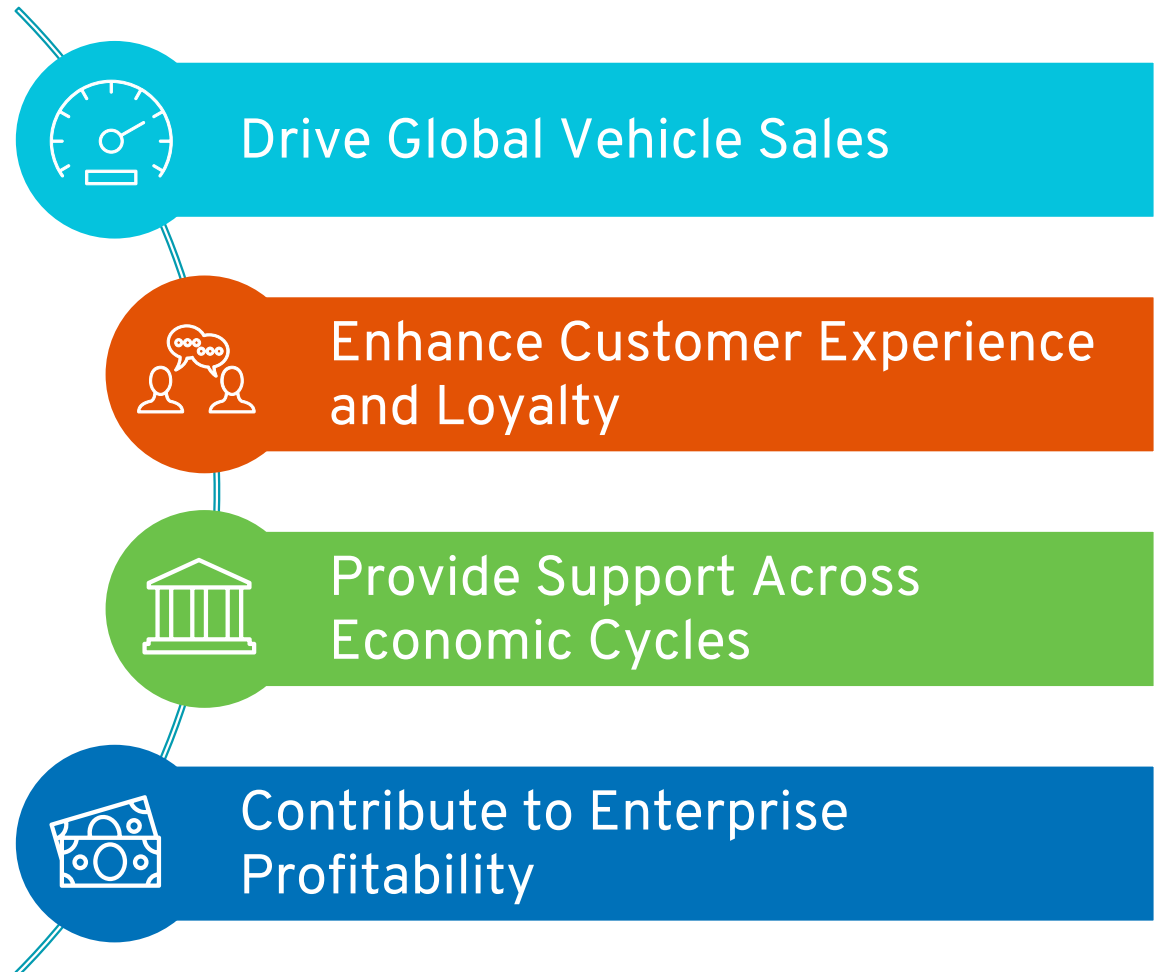 Drive Global Vehicle Sales
Enhance Customer Experience
and Loyalty
Provide Support Across
Economic Cycles
Contribute to Enterprise
Profitability